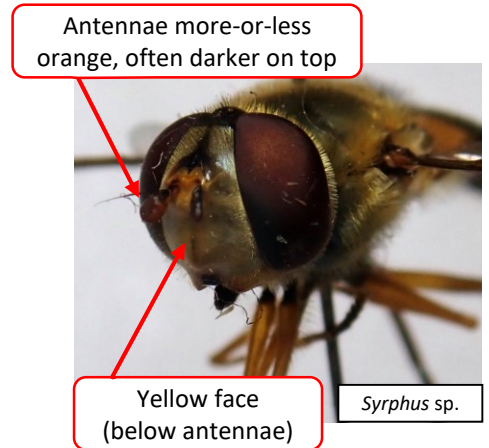 Antennae more-or-less
orange, often darker on top
Yellow face
(below antennae)
Syrphus sp.